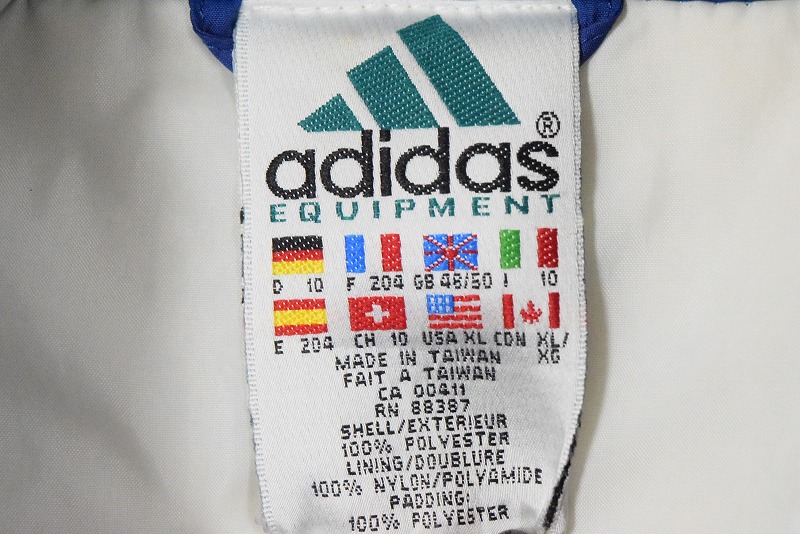 adidas®
EQUIPMENT
D 10 F 204 GB 48/50 I 10
E 204 CH 10 USA XL CDN XL/
XG
MADE IN TAIWAN
FAIT A TAIWAN
CA 00411
RN 88387
SHELL/EXTERIEUR
100% POLYESTER
LINING/DOUBLURE
100% NYLON/POLYAMIDE
PADDING:
100% POLYESTER